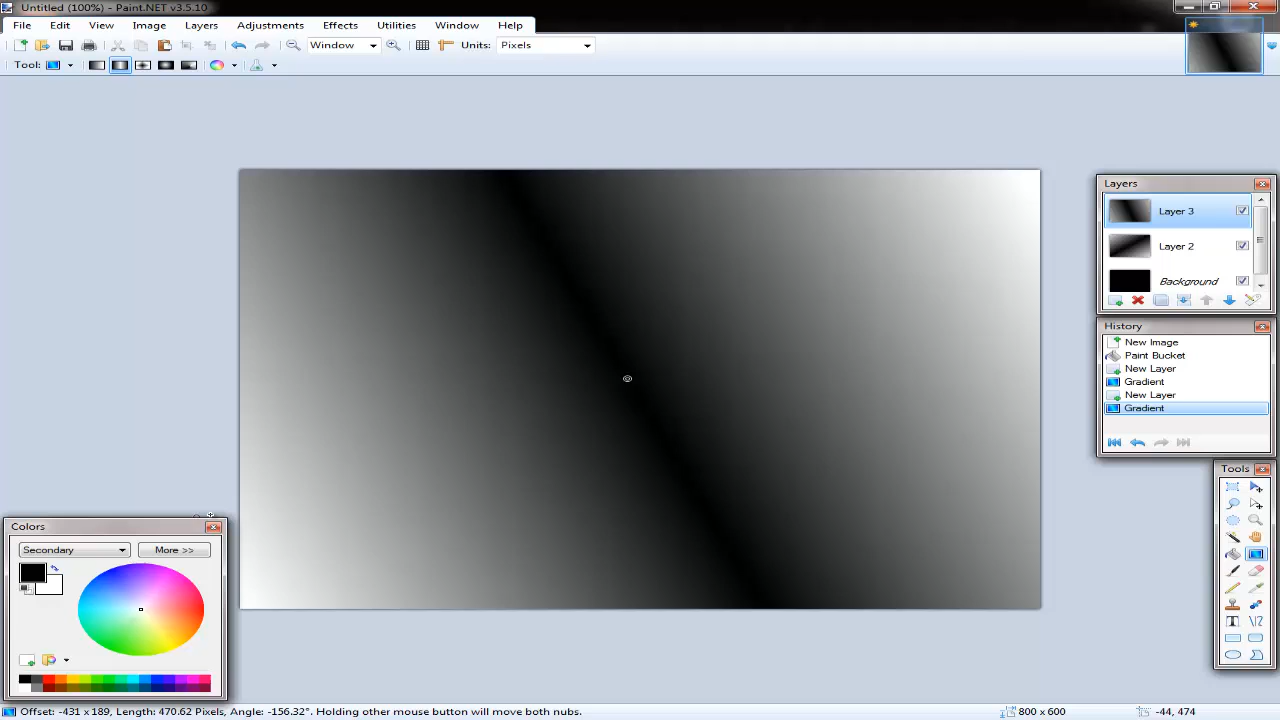 Untitled (100%) - Paint.NET v3.5.10
File Edit View Image Layers Adjustments Effects Utilities Window Help
Window Units: Pixels
Tool:
Layers
Layer 3
Layer 2
Background
History
New Image
Paint Bucket
New Layer
Gradient
New Layer
Gradient
Tools
Colors
Secondary More >>
Offset: -431 x 189, Length: 470.62 Pixels, Angle: -156.32°. Holding other mouse button will move both nubs. 800 x 600 -44, 474